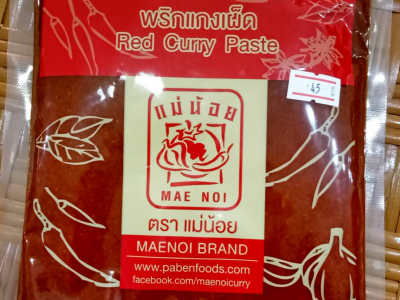 พริกแกงเผ็ด
Red Curry Paste
45
แม่น้อย
MAE NOI
ตรา แม่น้อย
MAENOI BRAND
www.pabenfoods.com
facebook.com/maenoicurry